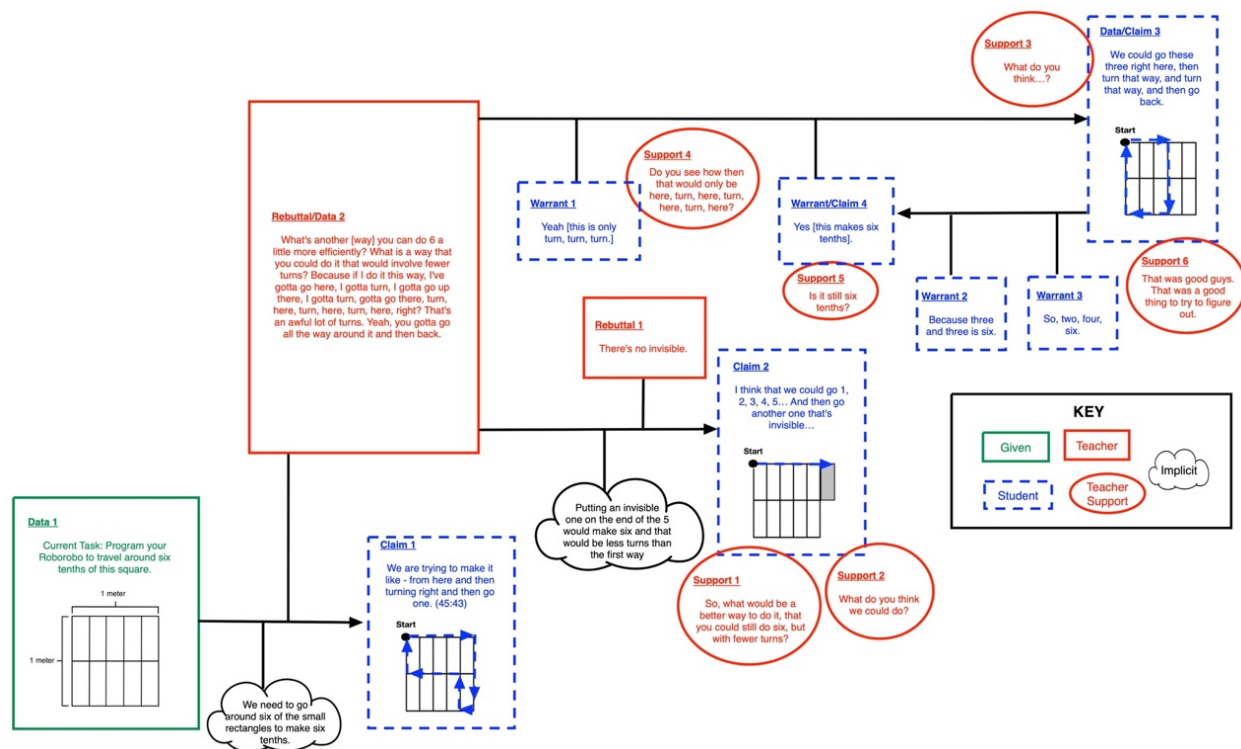 Data 1
Current Task: Program your
Roborobo to travel around six
tenths of this square.
1 meter
1 meter
We need to go
around six of the small
rectangles to make six
tenths.
Claim 1
We are trying to make it
like - from here and then
turning right and then go
one. (45:43)
Start
Rebuttal/Data 2
What's another [way] you can do 6 a
little more efficiently? What is a way that
you could do it that would involve fewer
turns? Because if I do it this way, I've
gotta go here, I gotta turn, I gotta go up
there, I gotta turn, gotta go there, turn,
here, turn, here, turn, here, right? That's
an awful lot of turns. Yeah, you gotta go
all the way around it and then back.
Rebuttal 1
There's no invisible.
Putting an invisible
one on the end of the 5
would make six and that
would be less turns than
the first way
Claim 2
I think that we could go 1,
2, 3, 4, 5... And then go
another one that's
invisible...
Start
Support 1
So, what would be a
better way to do it, that
you could still do six, but
with fewer turns?
Support 2
What do you think
we could do?
Warrant 1
Yeah [this is only
turn, turn, turn.]
Support 4
Do you see how then
that would only be
here, turn, here, turn,
here, turn, here?
Warrant/Claim 4
Yes [this makes six
tenths].
Support 5
Is it still six
tenths?
Support 3
What do you
think…?
Data/Claim 3
We could go these
three right here, then
turn that way, and turn
that way, and then go
back.
Start
Warrant 2
Because three
and three is six.
Warrant 3
So, two, four,
six.
Support 6
That was good guys.
That was a good
thing to try to figure
out.
KEY
Given
Teacher
Implicit
Student
Teacher
Support